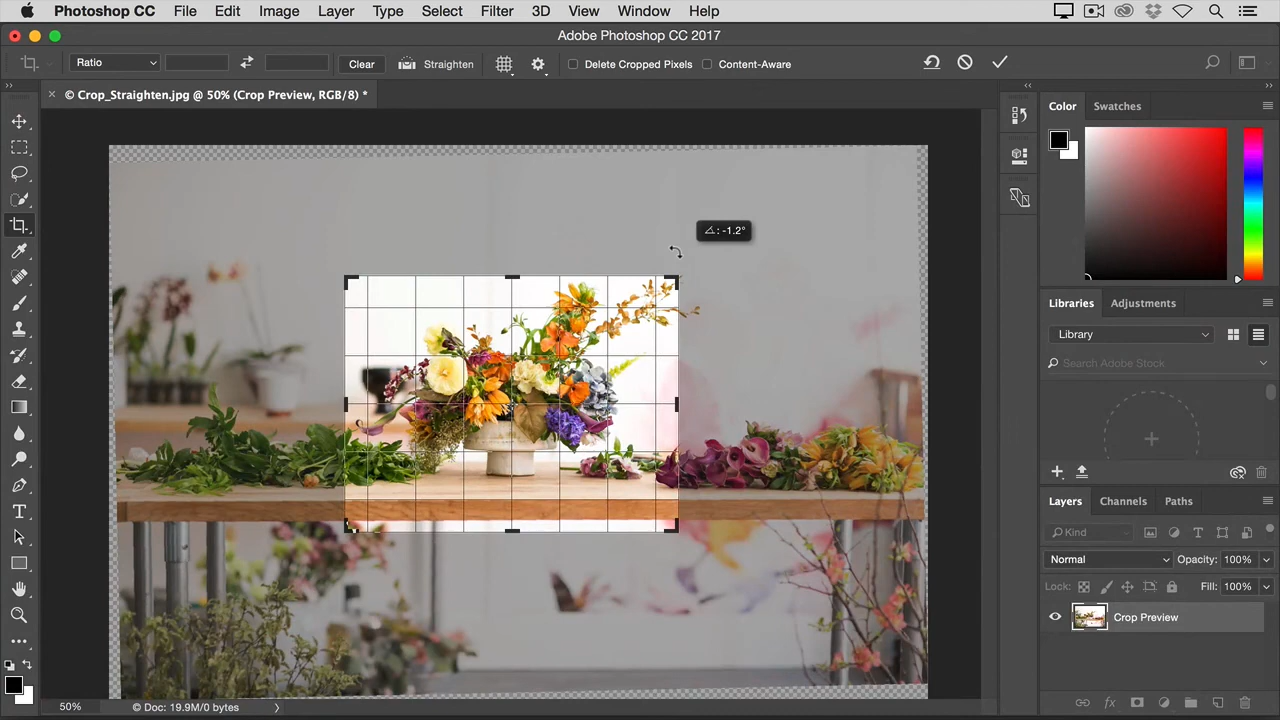 Photoshop CC File Edit Image Layer Type Select Filter 3D View Window Help
Adobe Photoshop CC 2017
Ratio Clear Straighten Delete Cropped Pixels Content-Aware
× © Crop_Straighten.jpg @ 50% (Crop Preview, RGB/8) *
Color Swatches
: -1.2°
Libraries Adjustments
Library
Search Adobe Stock
Layers Channels Paths
Kind
Normal Opacity: 100%
Lock: Fill: 100%
Crop Preview
50% © Doc: 19.9M/0 bytes